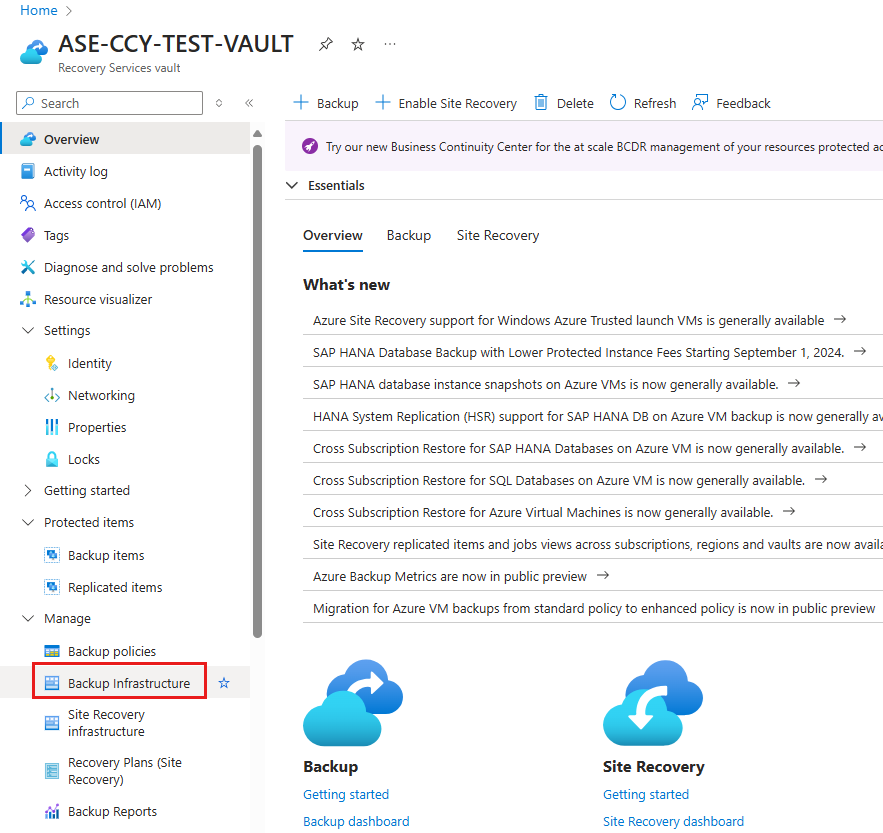 Home
ASE-CCY-TEST-VAULT
Recovery Services vault
Search
Backup
Enable Site Recovery
Delete
Refresh
Feedback
Overview
Activity log
Access control (IAM)
Tags
Diagnose and solve problems
Resource visualizer
Settings
Identity
Networking
Properties
Locks
Getting started
Protected items
Backup items
Replicated items
Manage
Backup policies
Backup Infrastructure
Site Recovery
infrastructure
Recovery Plans (Site
Recovery)
Backup Reports
Try our new Business Continuity Center for the at scale BCDR management of your resources protected
Essentials
Overview
Backup
Site Recovery
What's new
Azure Site Recovery support for Windows Azure Trusted launch VMs is generally available
SAP HANA Database Backup with Lower Protected Instance Fees Starting September 1, 2024.
SAP HANA database instance snapshots on Azure VMs is now generally available.
HANA System Replication (HSR) support for SAP HANA DB on Azure VM backup is now generally
Cross Subscription Restore for SAP HANA Databases on Azure VM is now generally available.
Cross Subscription Restore for SQL Databases on Azure VM is now generally available.
Cross Subscription Restore for Azure Virtual Machines is now generally available.
Site Recovery replicated items and jobs views across subscriptions, regions and vaults are now
Azure Backup Metrics are now in public preview
Migration for Azure VM backups from standard policy to enhanced policy is now in public preview
Backup
Getting started
Backup dashboard
Site Recovery
Getting started
Site Recovery dashboard